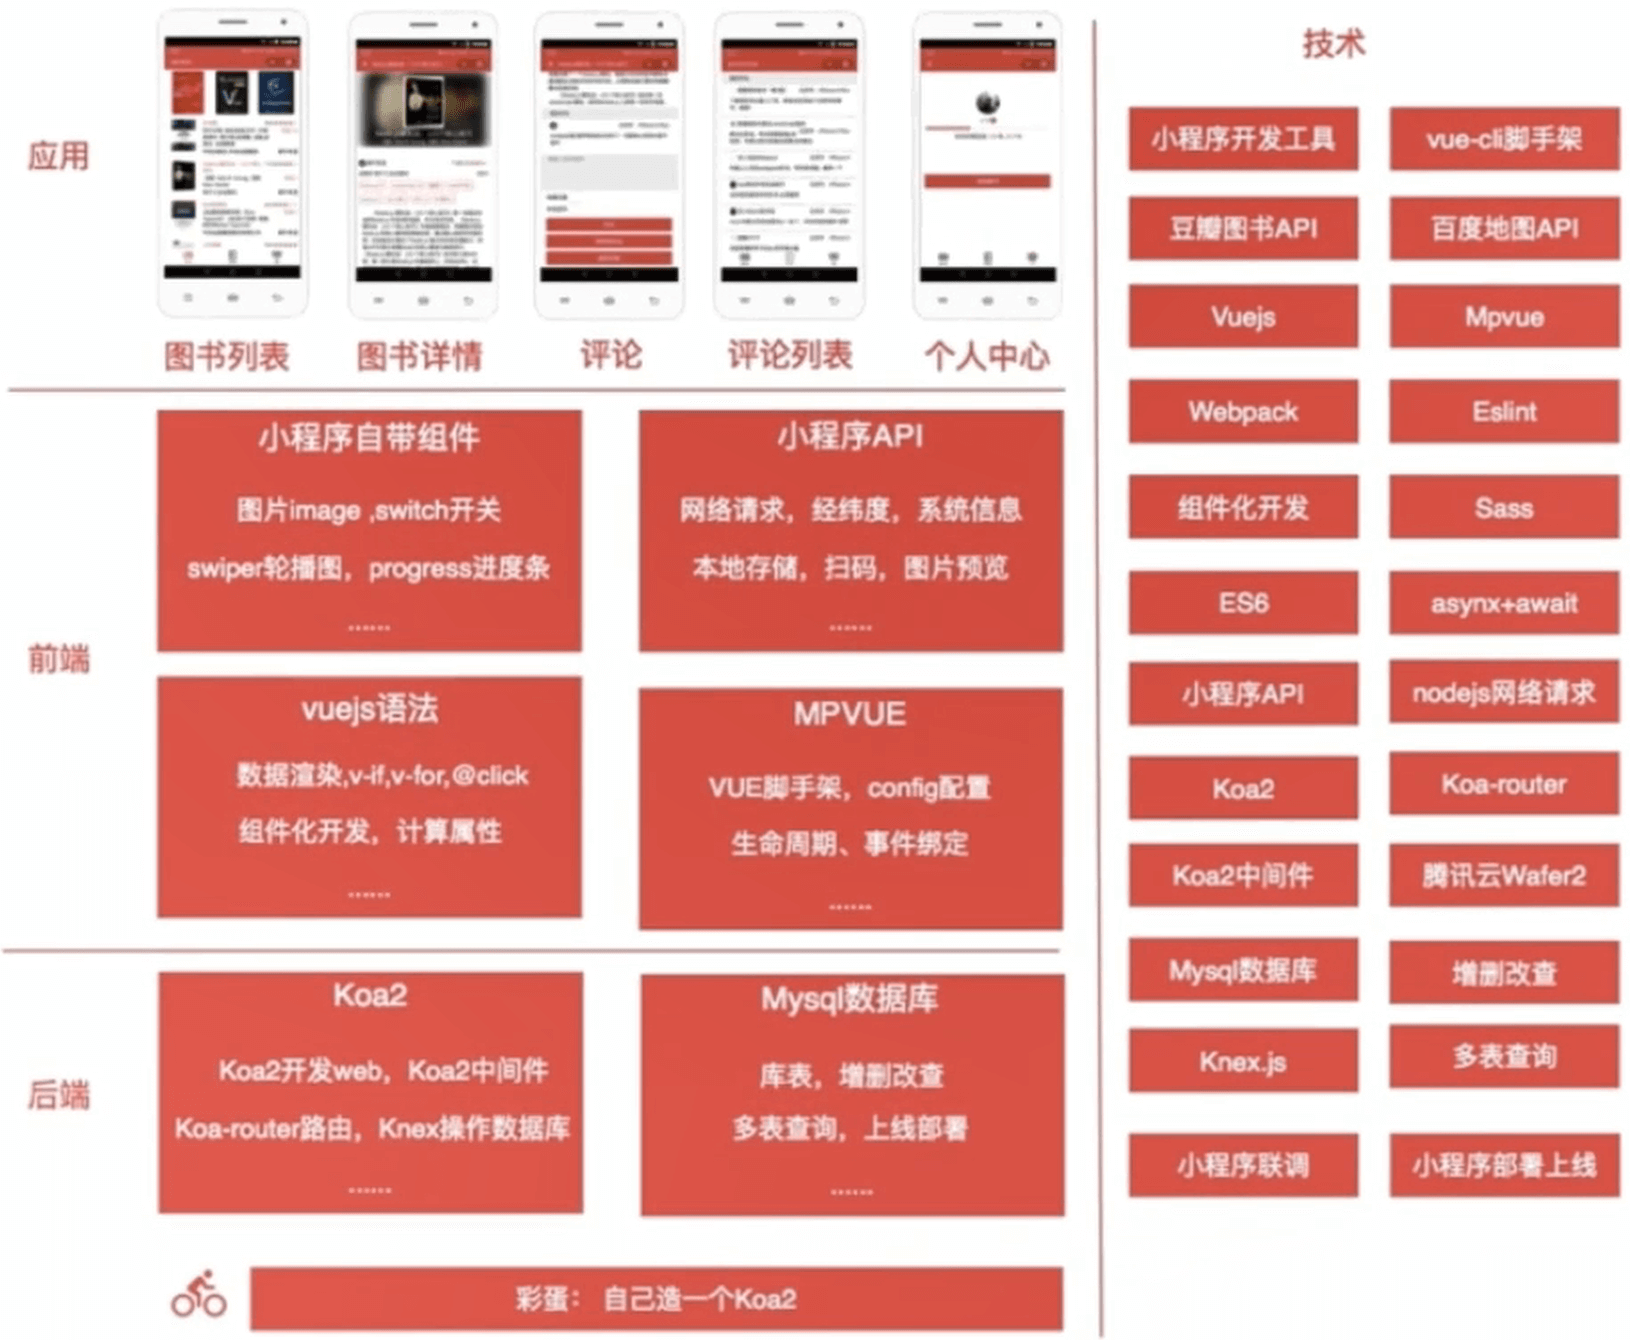 应用
图书列表
图书详情
评论
评论列表
个人中心
前端
小程序自带组件
图片image ,switch开关
swiper轮播图，progress进度条
......
小程序API
网络请求，经纬度，系统信息
本地存储，扫码，图片预览
......
vuejs语法
数据渲染,v-if,v-for,@click
组件化开发，计算属性
......
MPVUE
VUE脚手架，config配置
生命周期、事件绑定
......
后端
Koa2
Koa2开发web，Koa2中间件
Koa-router路由，Knex操作数据库
......
Mysql数据库
库表，增删改查
多表查询，上线部署
......
彩蛋： 自己造一个Koa2
技术
小程序开发工具
vue-cli脚手架
豆瓣图书API
百度地图API
Vuejs
Mpvue
Webpack
Eslint
组件化开发
Sass
ES6
asynx+await
小程序API
nodejs网络请求
Koa2
Koa-router
Koa2中间件
腾讯云Wafer2
Mysql数据库
增删改查
Knex.js
多表查询
小程序联调
小程序部署上线